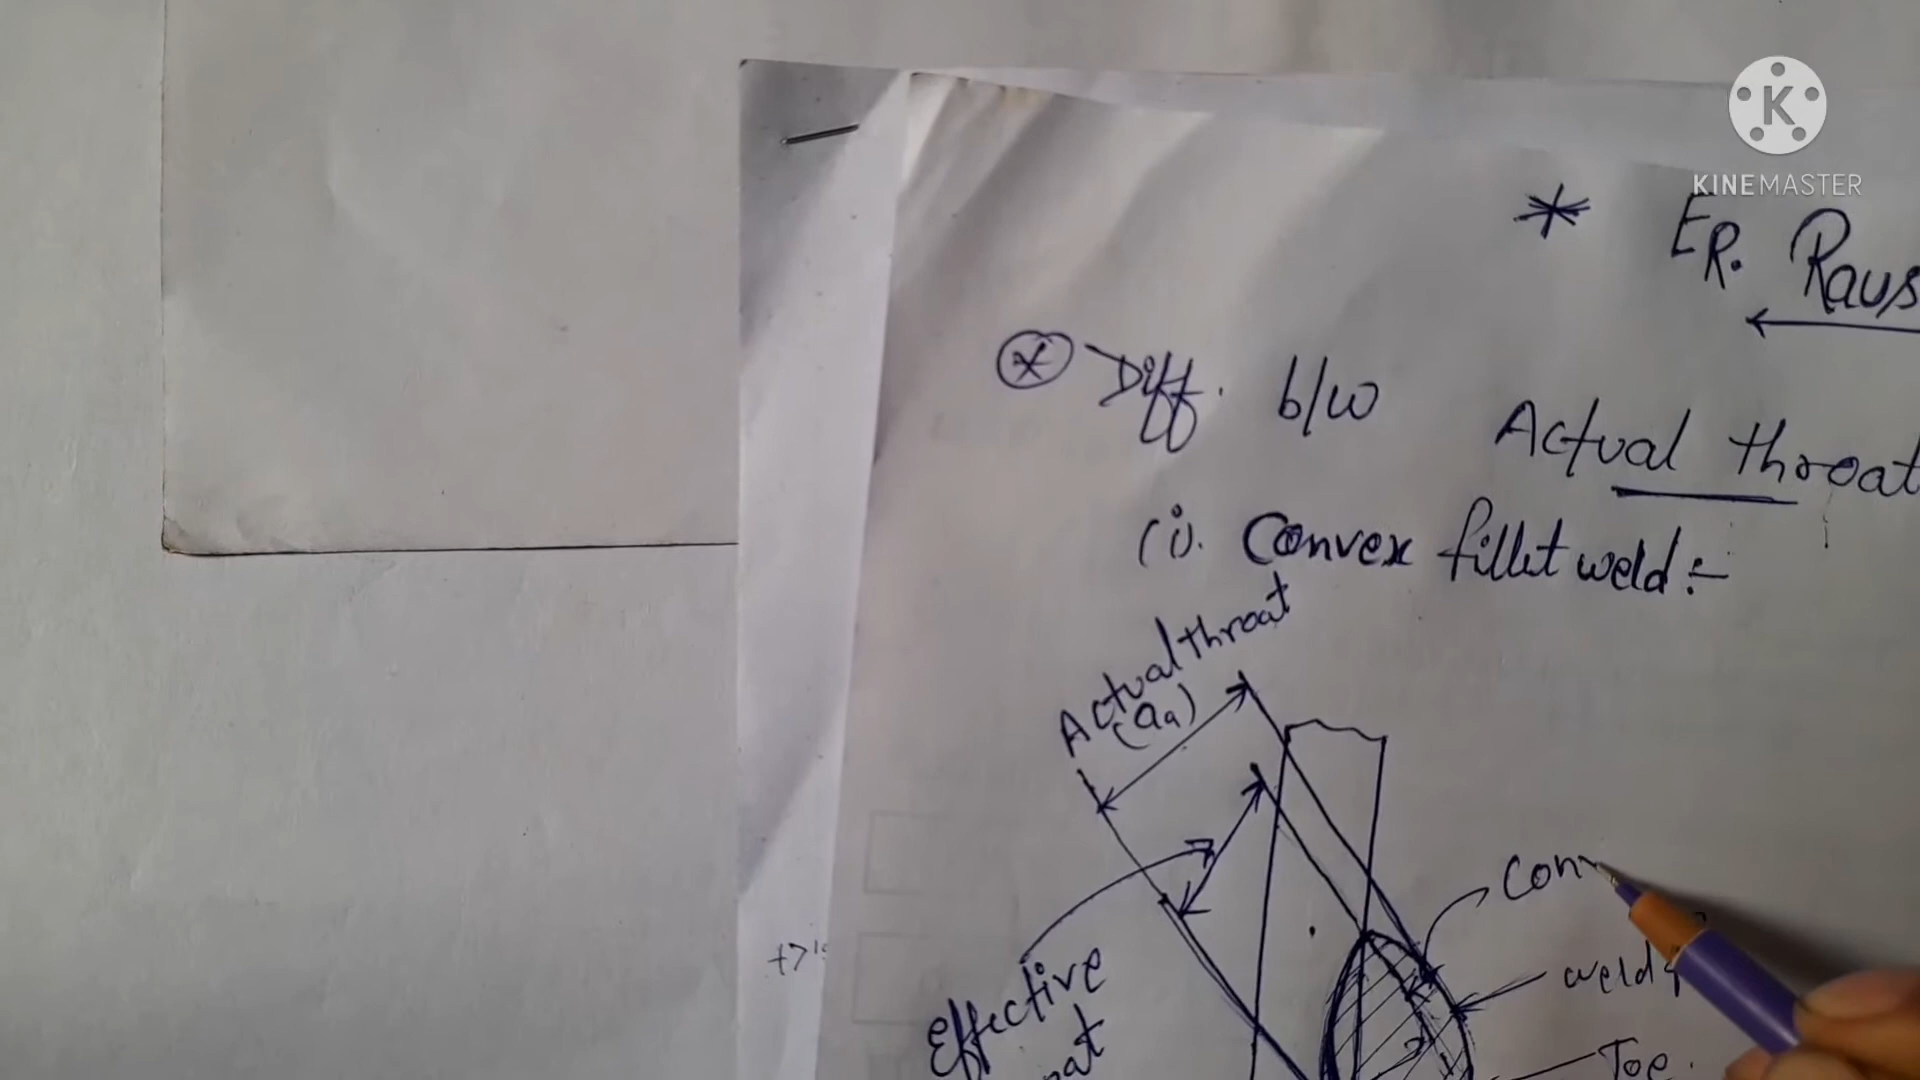 KINEMASTER
* ER. Raus
* Diff. b/w Actual throat
(i). Convex fillet weld :-
Actual throat
(aa)
Con
weld
Effective
Toe.